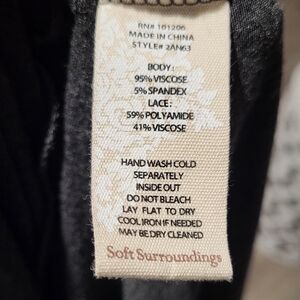 RN# 161206
MADE IN CHINA
STYLE# 2AN63
BODY:
95% VISCOSE
5% SPANDEX
LACE:
59% POLYAMIDE
41% VISCOSE
HAND WASH COLD
SEPARATELY
INSIDE OUT
DO NOT BLEACH
LAY FLAT TO DRY
COOL IRON IF NEEDED
MAY BE DRY CLEANED
Soft Surroundings